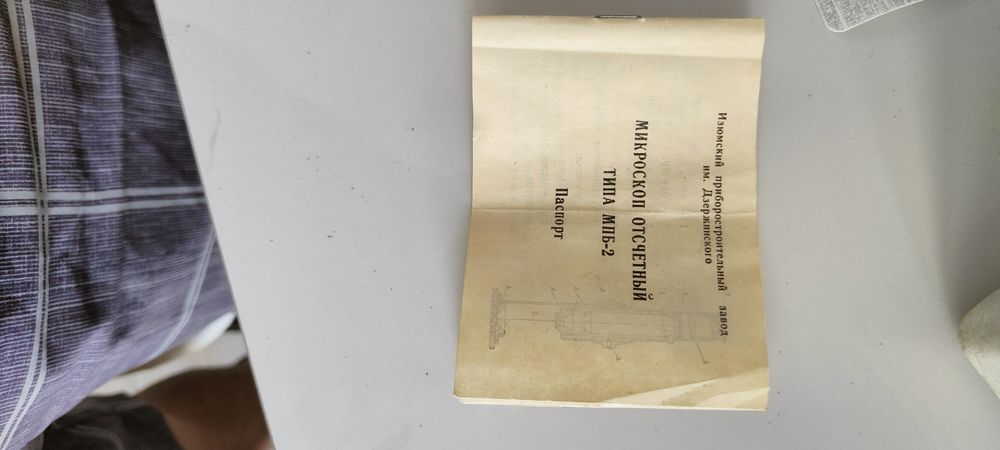 Изюмский приборостроительный завод
им. Дзержинского
МИКРОСКОП ОТСЧЕТНЫЙ
ТИПА МПБ-2
Паспорт